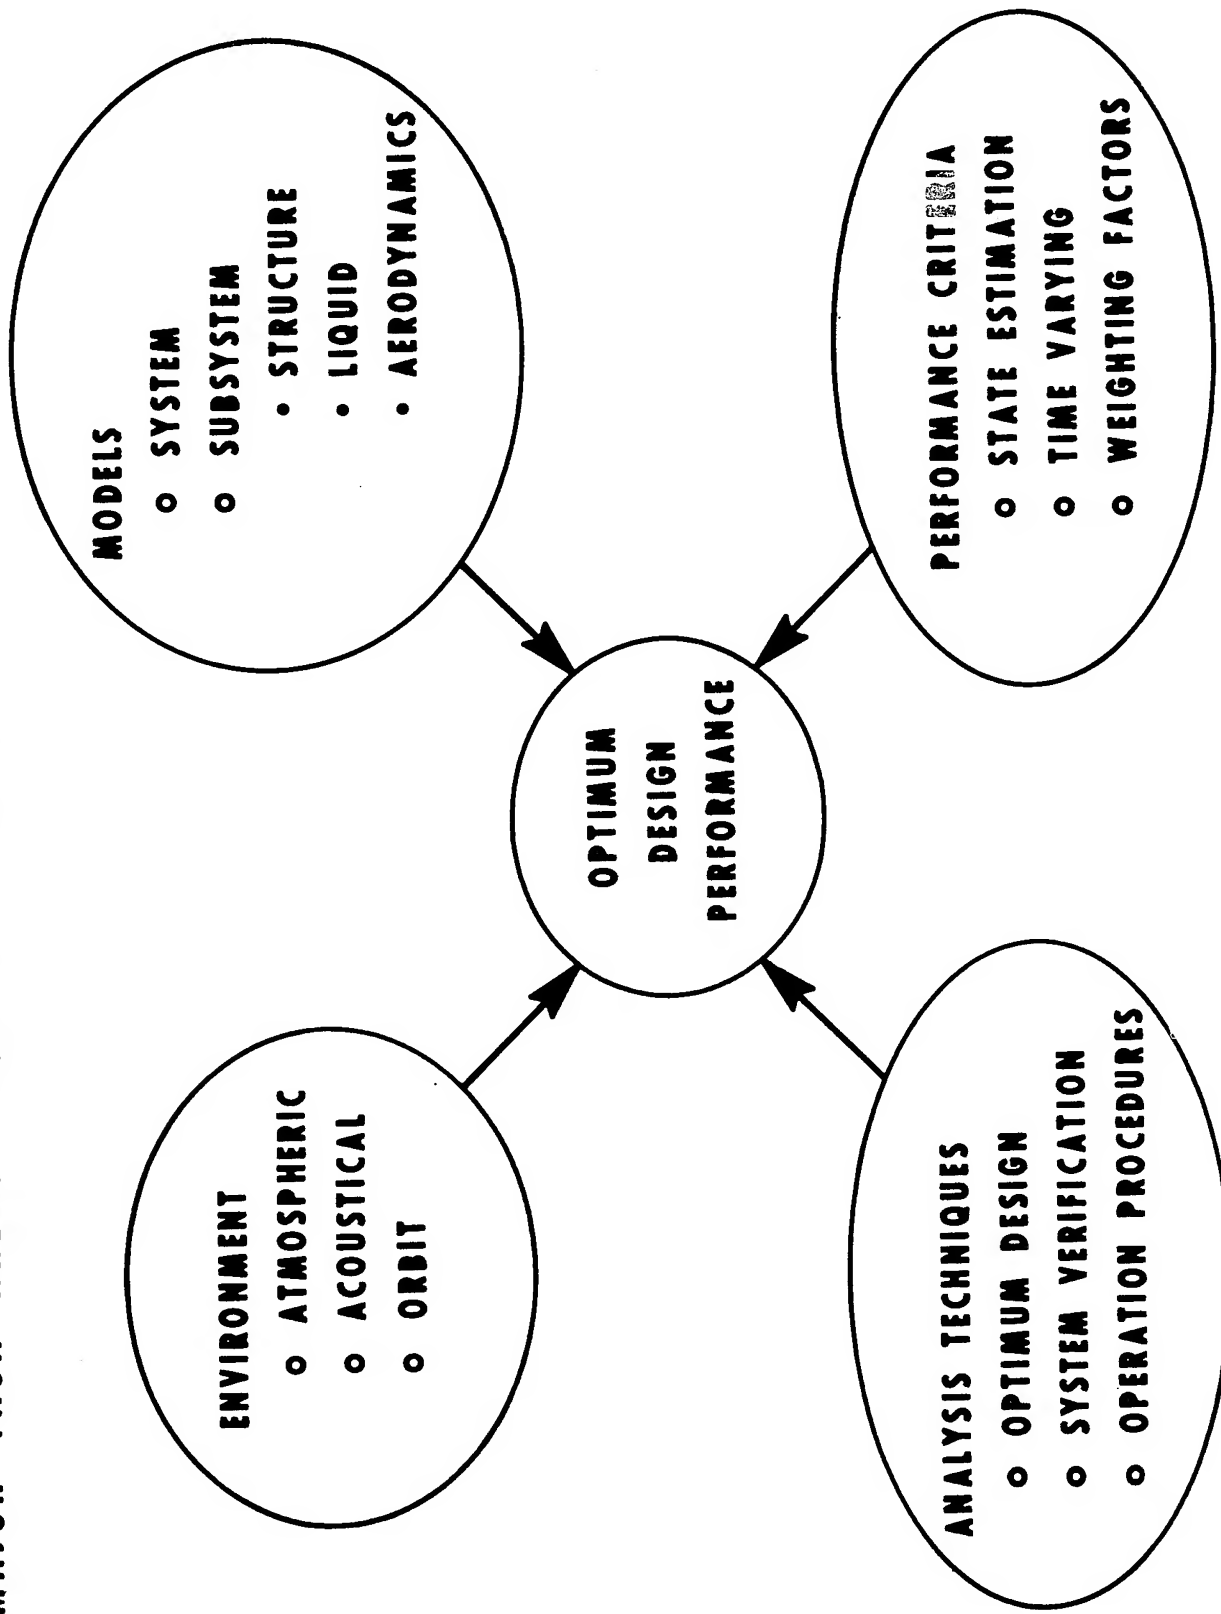 ENVIRONMENT
o ATMOSPHERIC
o ACOUSTICAL
o ORBIT
MODELS
o SYSTEM
o SUBSYSTEM
• STRUCTURE
• LIQUID
• AERODYNAMICS
OPTIMUM
DESIGN
PERFORMANCE
ANALYSIS TECHNIQUES
o OPTIMUM DESIGN
o SYSTEM VERIFICATION
o OPERATION PROCEDURES
PERFORMANCE CRITERIA
o STATE ESTIMATION
o TIME VARYING
o WEIGHTING FACTORS